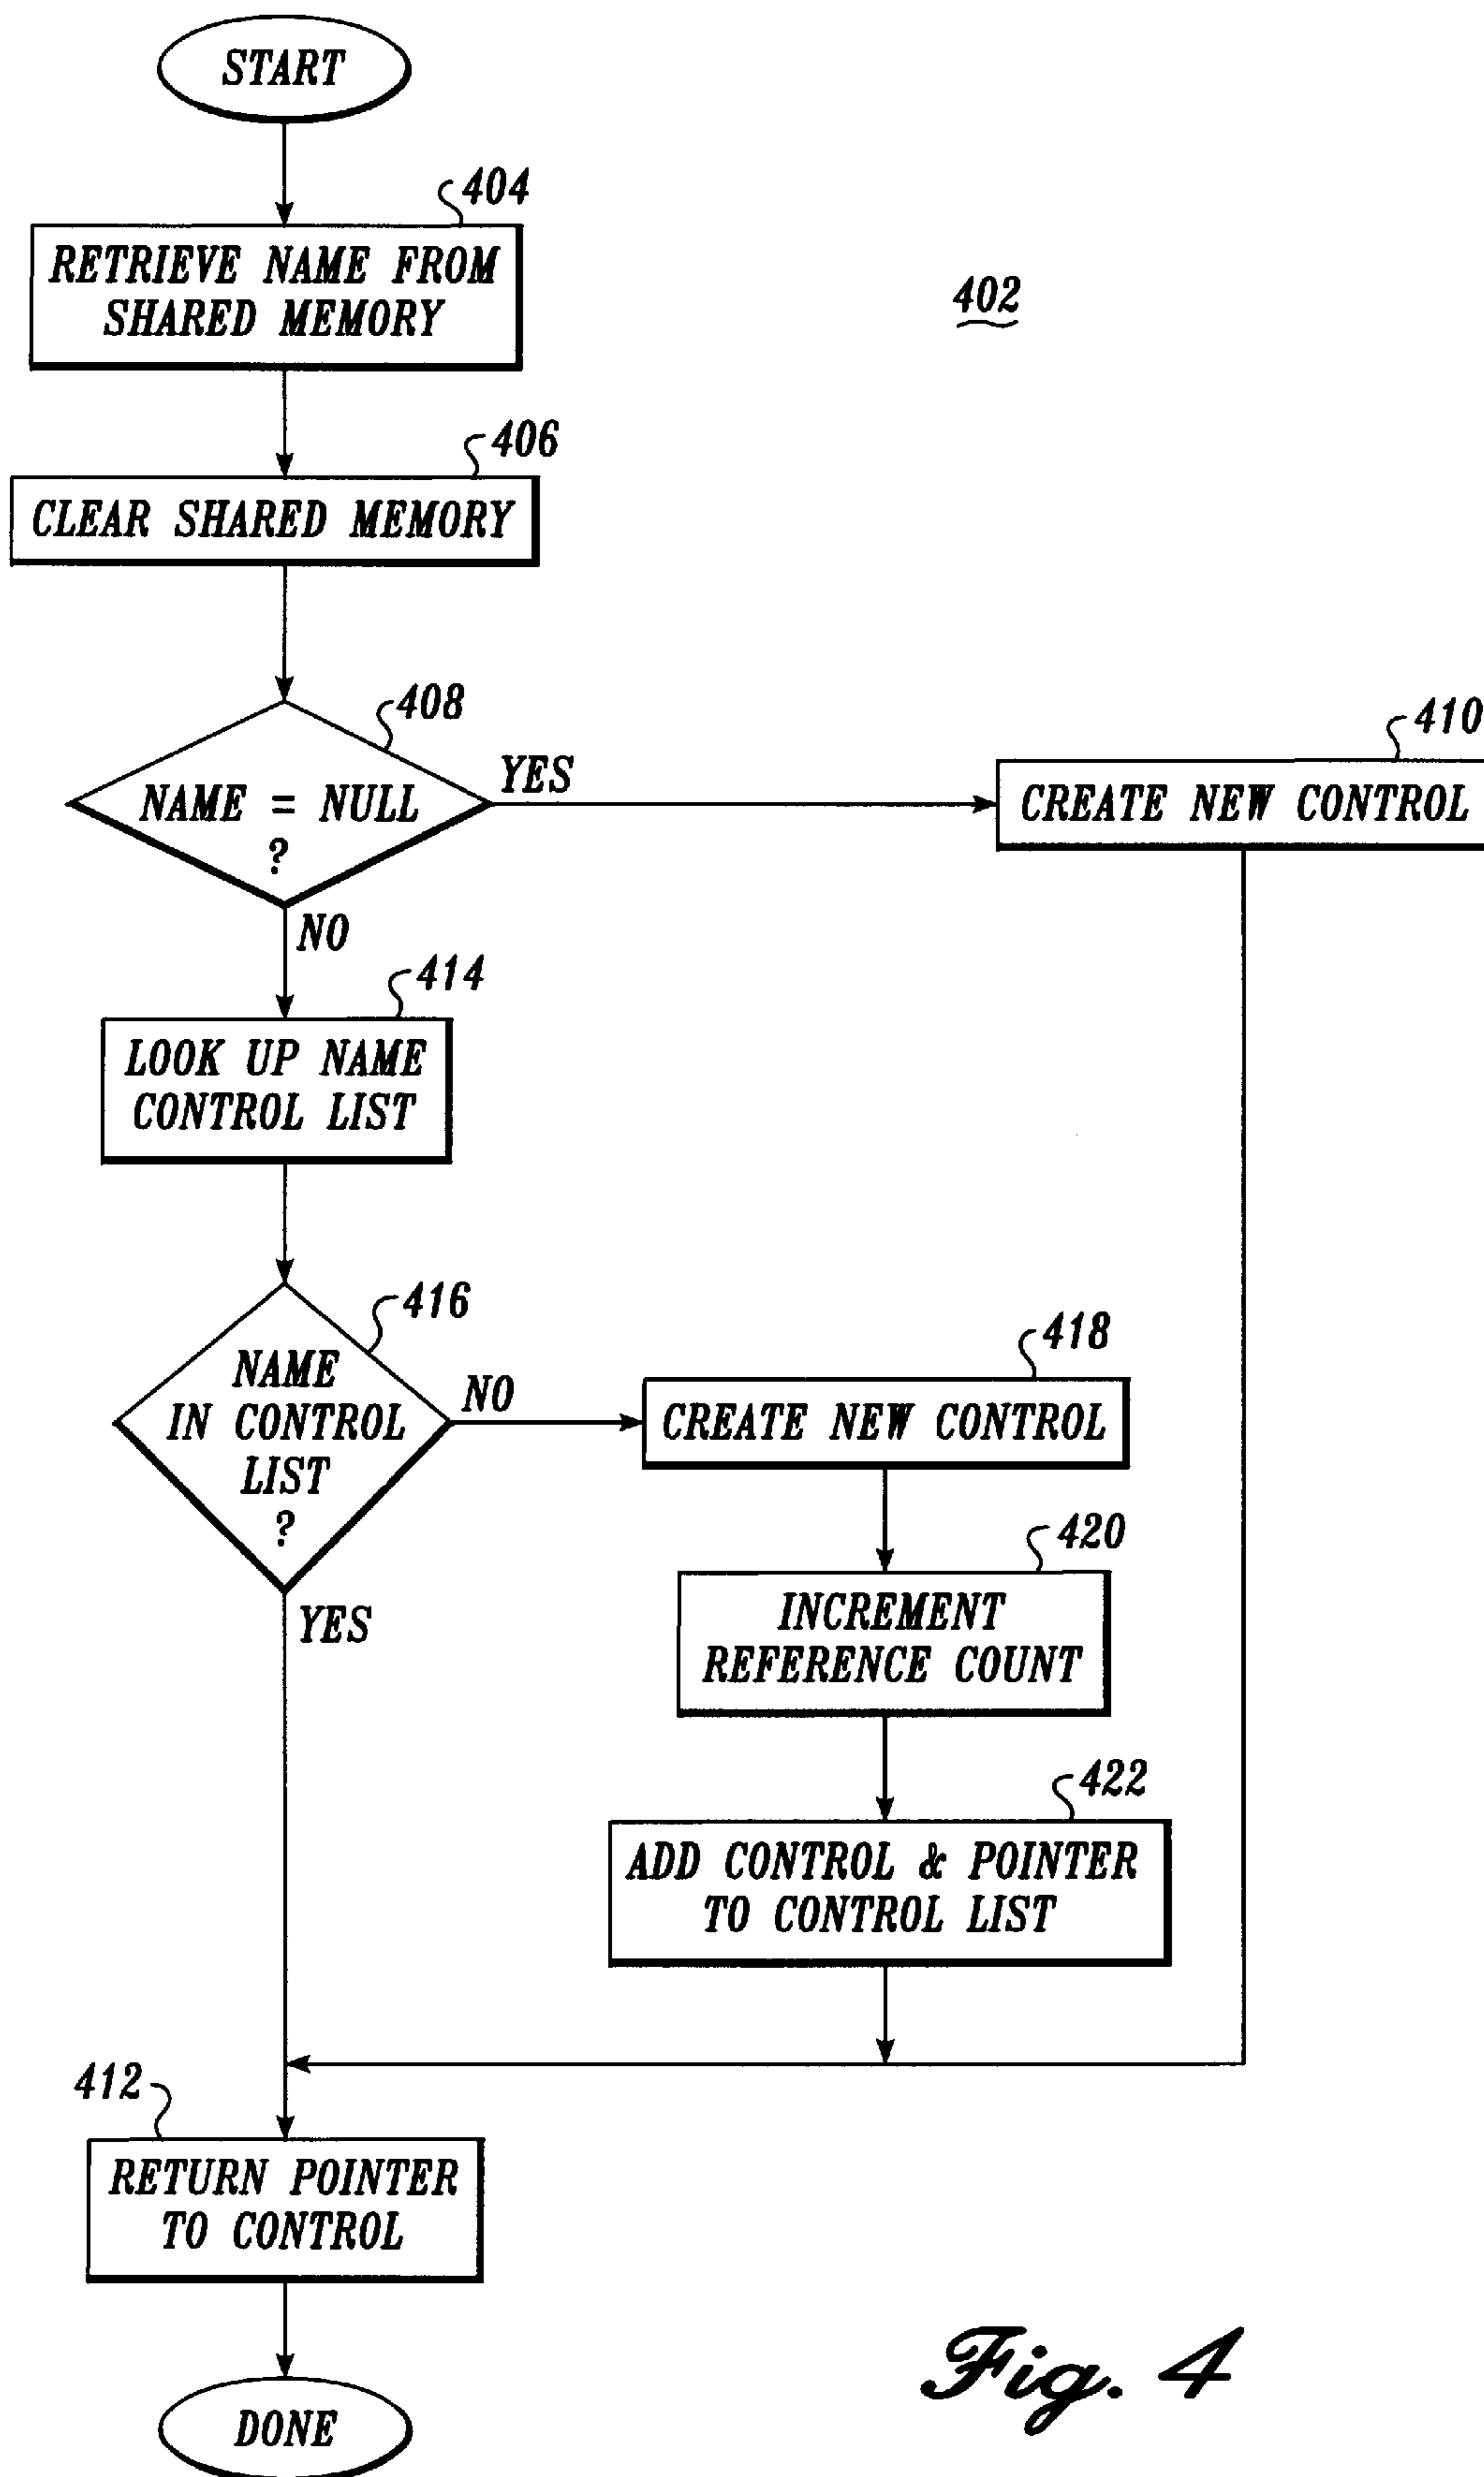 START
404
RETRIEVE NAME FROM
SHARED MEMORY
402
406
CLEAR SHARED MEMORY
408
NAME = NULL
?
YES
410
CREATE NEW CONTROL
NO
414
LOOK UP NAME
CONTROL LIST
416
NAME
IN CONTROL
LIST
?
NO
418
CREATE NEW CONTROL
420
INCREMENT
REFERENCE COUNT
YES
422
ADD CONTROL & POINTER
TO CONTROL LIST
412
RETURN POINTER
TO CONTROL
DONE
Fig. 4